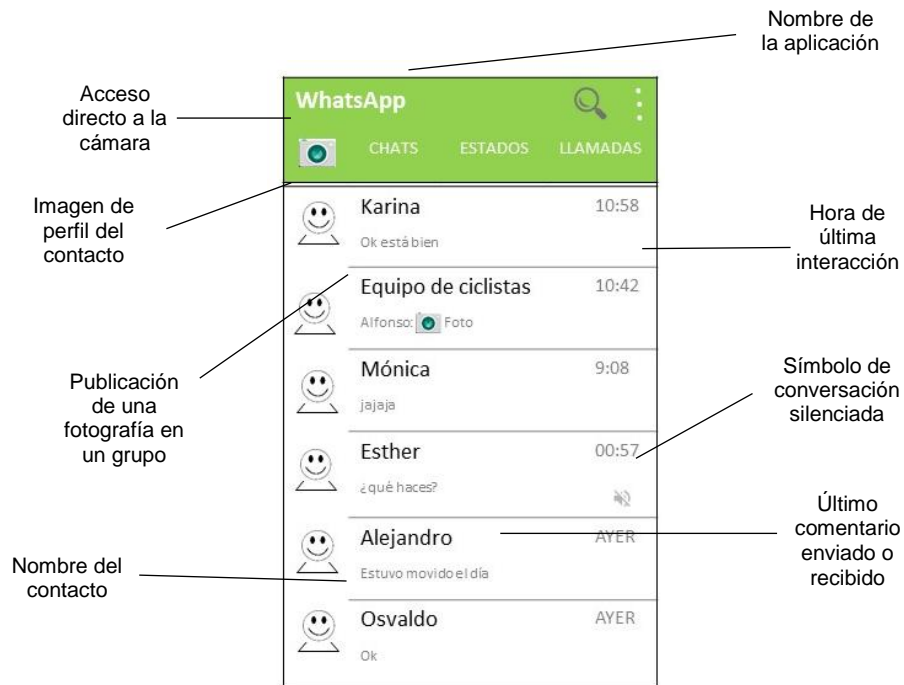 Nombre de
la aplicación
Acceso
directo a la
cámara
WhatsApp
CHATS ESTADOS LLAMADAS
Imagen de
perfil del
contacto
Karina 10:58
Ok está bien
Hora de
última
interacción
Equipo de ciclistas 10:42
Alfonso: Foto
Publicación
de una
fotografía en
un grupo
Mónica 9:08
jajaja
Símbolo de
conversación
silenciada
Esther 00:57
¿qué haces?
Último
comentario
enviado o
recibido
Alejandro AYER
Estuvo movido el día
Nombre del
contacto
Osvaldo AYER
Ok